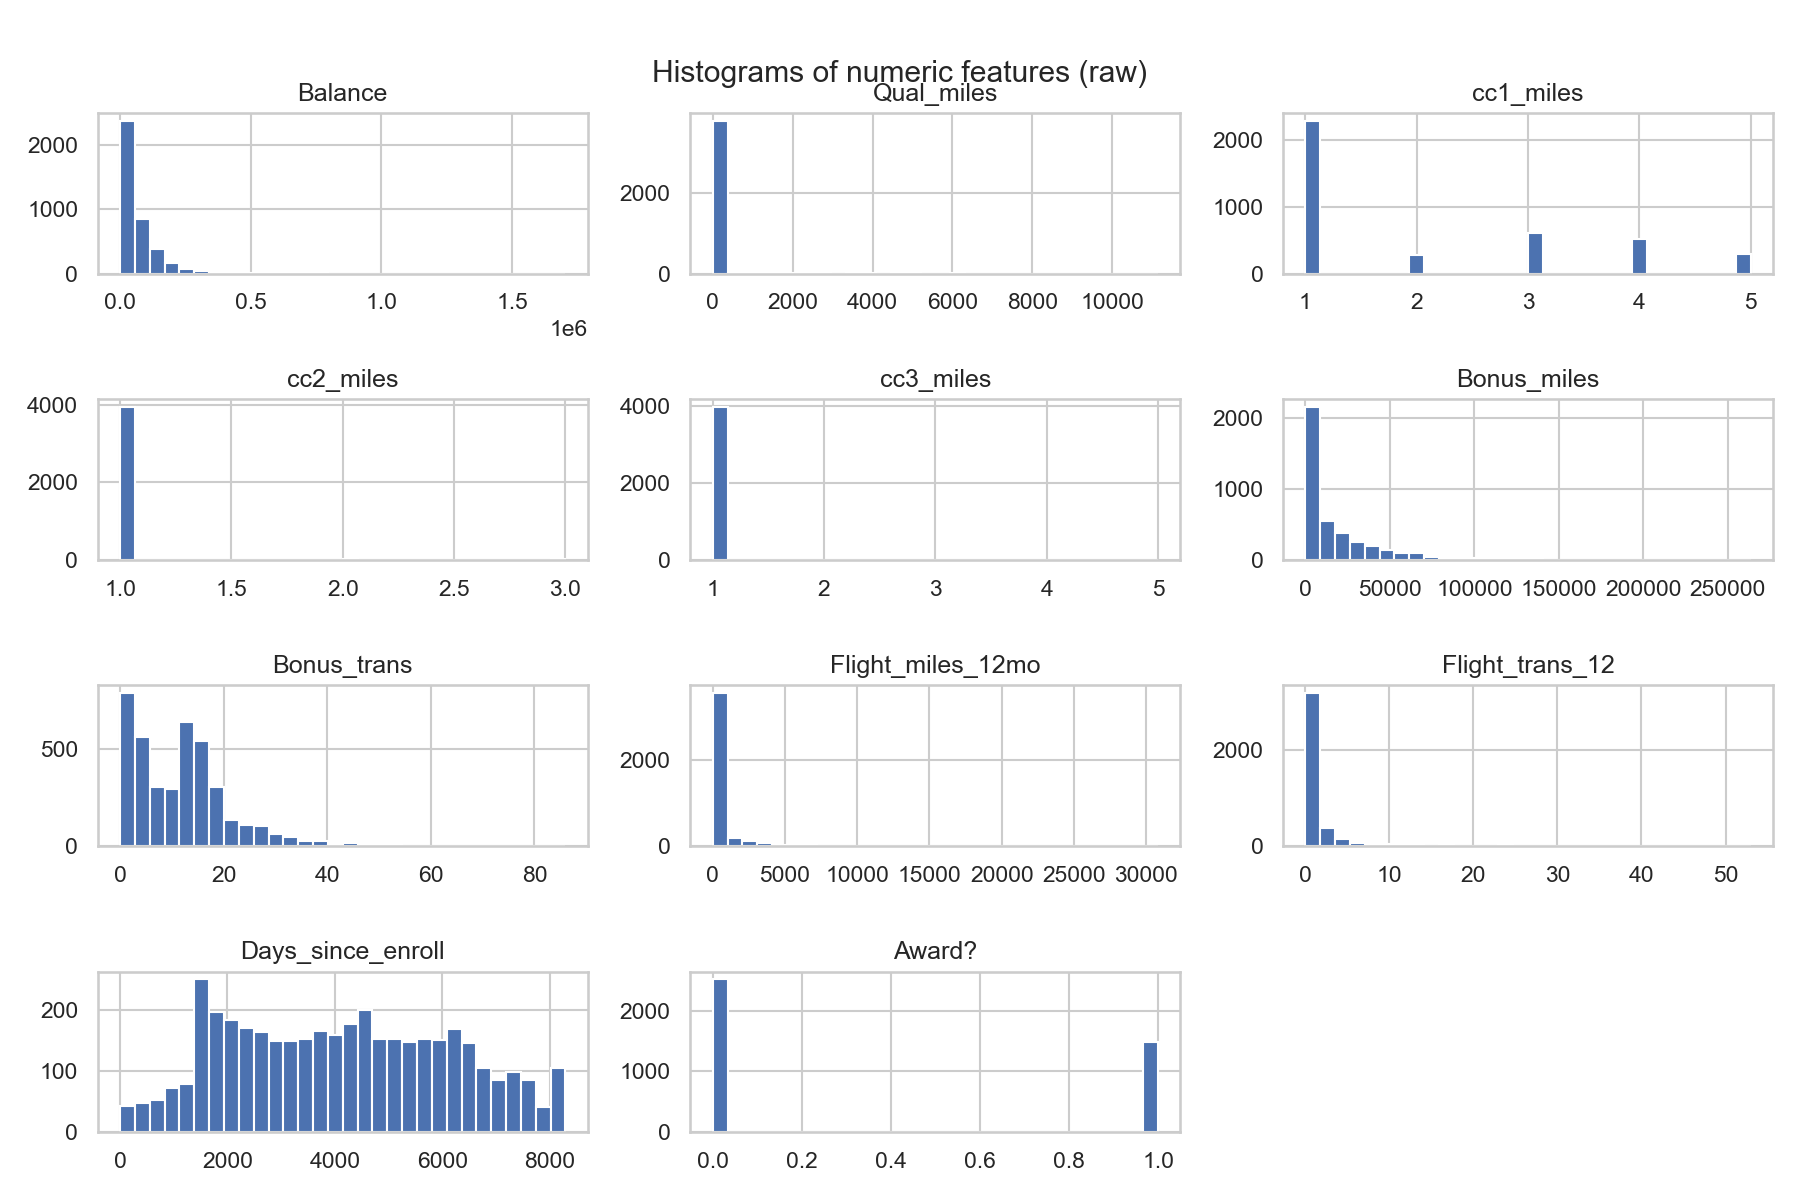 Histograms of numeric features (raw)
Balance
Qual_miles
cc1_miles
2000
1000
0
0.0 0.5 1.0 1.5
1e6
2000
0
0 2000 4000 6000 8000 10000
2000
1000
0
1 2 3 4 5
cc2_miles
cc3_miles
Bonus_miles
4000
2000
0
1.0 1.5 2.0 2.5 3.0
4000
2000
0
1 2 3 4 5
2000
1000
0
0 50000 100000 150000 200000 250000
Bonus_trans
Flight_miles_12mo
Flight_trans_12
500
0
0 20 40 60 80
2000
0
0 5000 10000 15000 20000 25000 30000
2000
0
0 10 20 30 40 50
Days_since_enroll
Award?
200
100
0
0 2000 4000 6000 8000
2000
1000
0
0.0 0.2 0.4 0.6 0.8 1.0